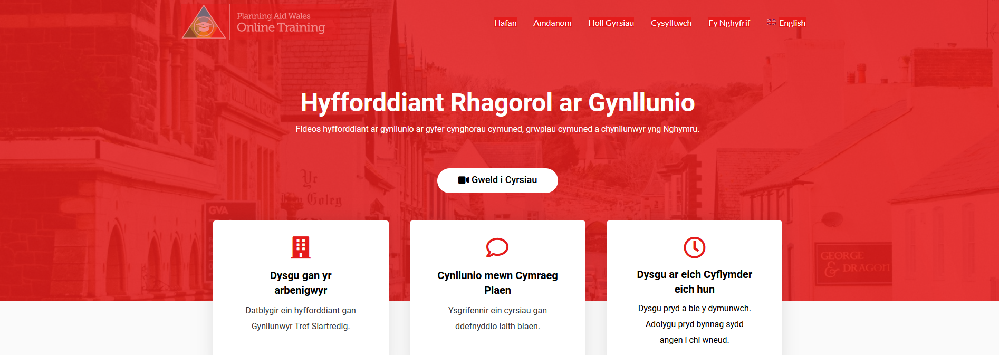 Planning Aid Wales
Online Training
Hafan
Amdanom
Holl Gyrsiau
Cysylltwch
Fy Nghyfrif
English
Hyfforddiant Rhagorol ar Gynllunio
Fideos hyfforddiant ar gynllunio ar gyfer cynghorau cymuned, grwpiau cymuned a chynllunwyr yng Nghymru.
Ye
Goleg
Gweld i Cyrsiau
GVA
GEORGE
& DRAGON
Dysgu gan yr
arbenigwyr
Datblygir ein hyfforddiant gan
Gynllunwyr Tref Siartredig.
Cynllunio mewn Cymraeg
Plaen
Ysgrifennir ein cyrsiau gan
ddefnyddio iaith blaen.
Dysgu ar eich Cyflymder
eich hun
Dysgu pryd a ble y dymunwch.
Adolygu pryd bynnag sydd
angen i chi wneud.